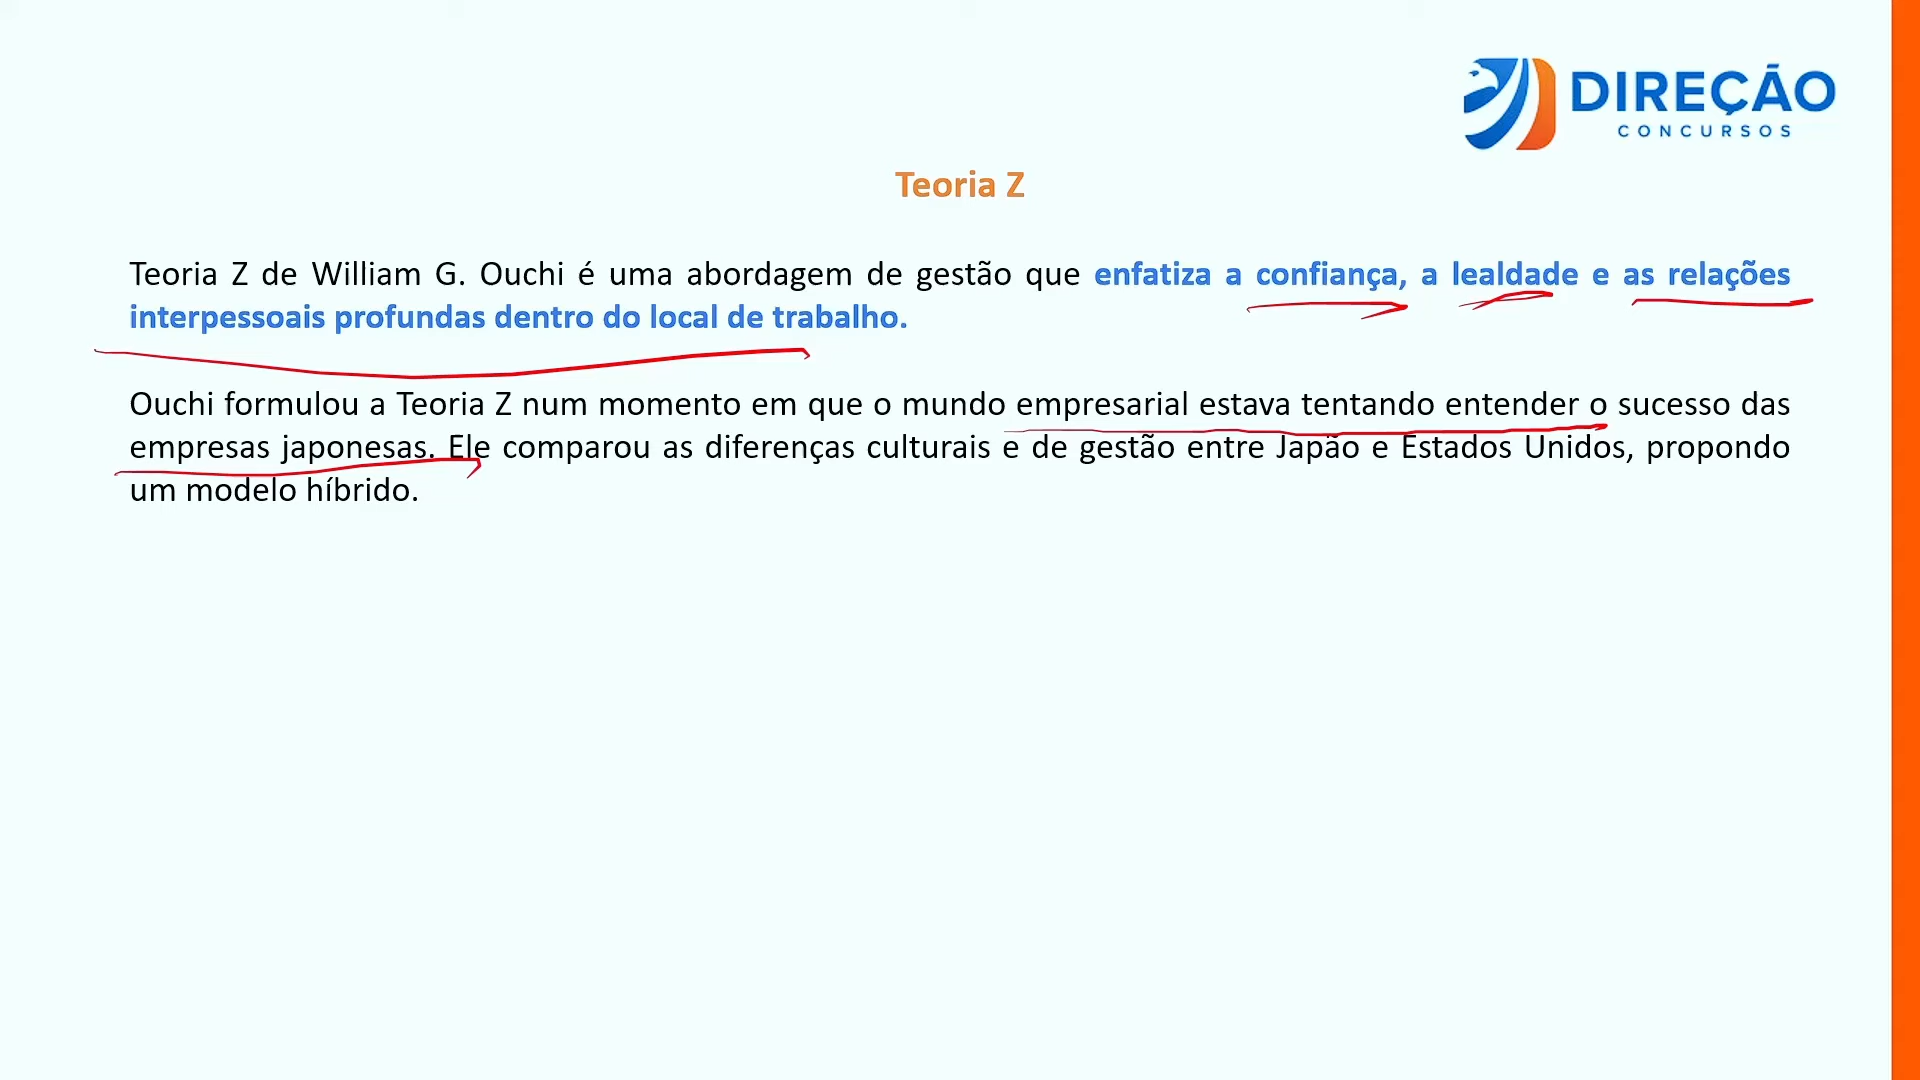 DIREÇÃO
CONCURSOS
Teoria Z
Teoria Z de William G. Ouchi é uma abordagem de gestão que enfatiza a confiança, a lealdade e as relações
interpessoais profundas dentro do local de trabalho.
Ouchi formulou a Teoria Z num momento em que o mundo empresarial estava tentando entender o sucesso das
empresas japonesas. Ele comparou as diferenças culturais e de gestão entre Japão e Estados Unidos, propondo
um modelo híbrido.